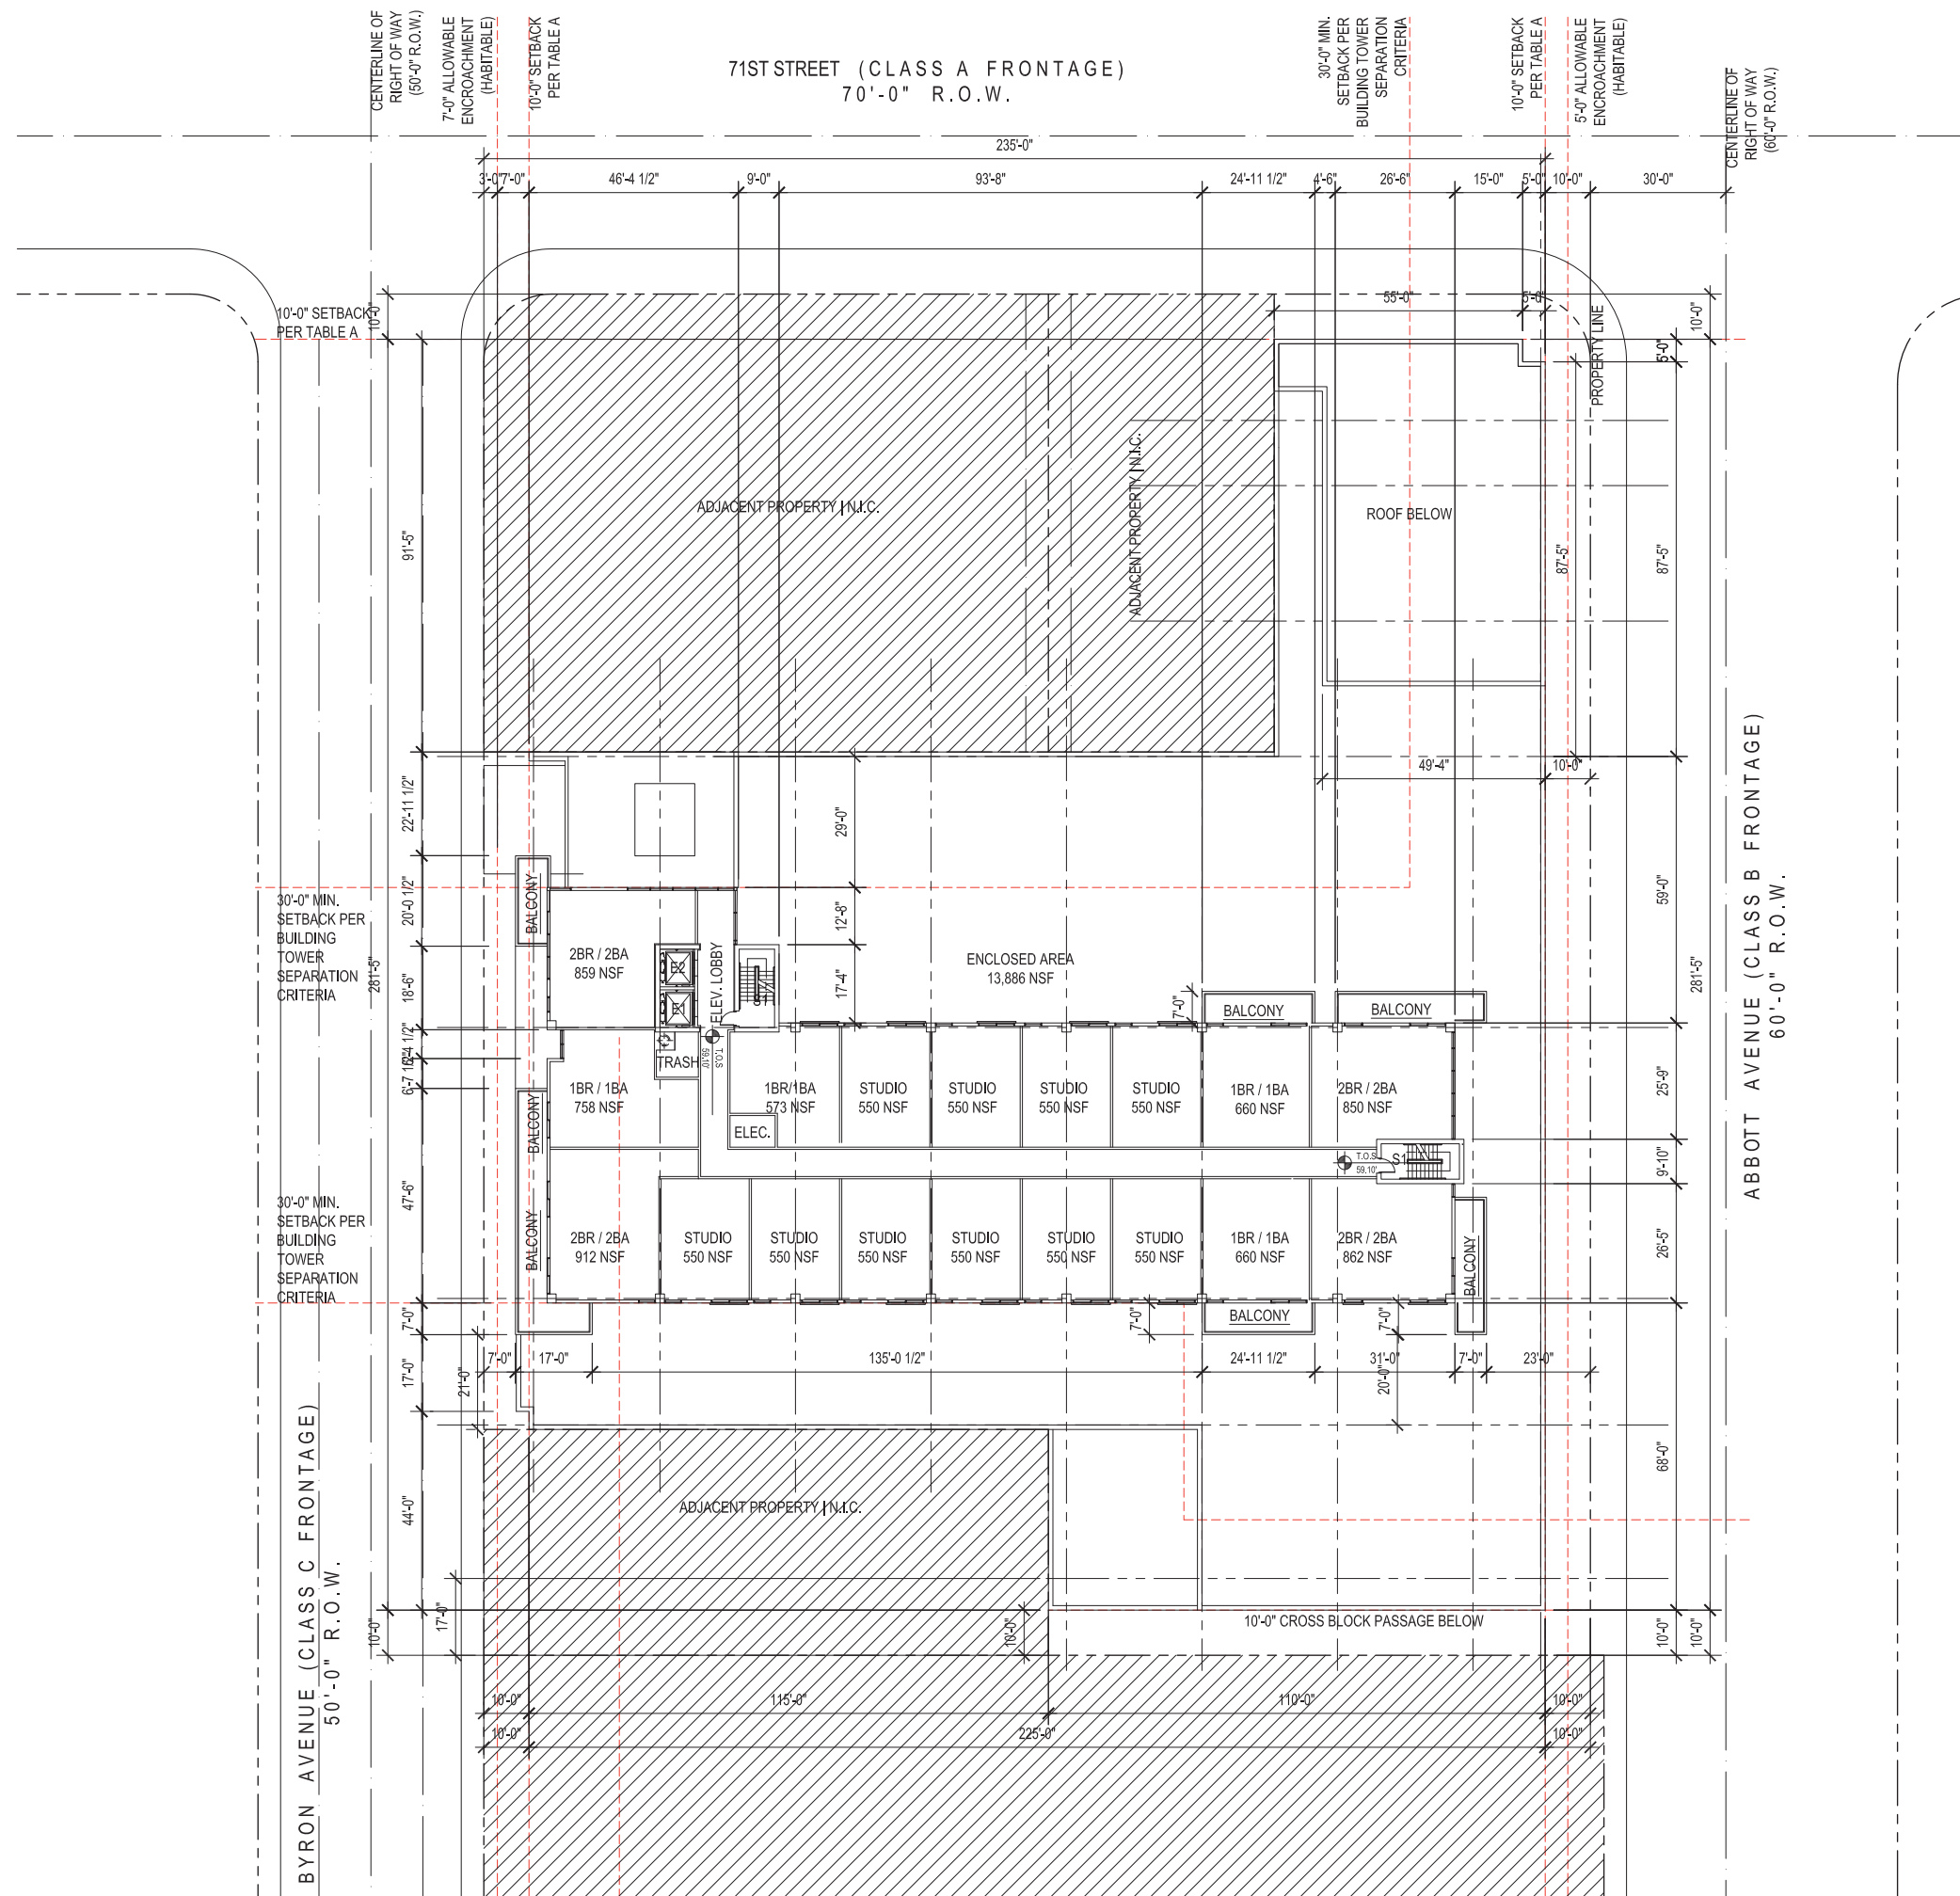 CENTERLINE OF
RIGHT OF WAY
(50'-0" R.O.W.)
7'-0" ALLOWABLE
ENCROACHMENT
(HABITABLE)
10'-0" SETBACK
PER TABLE A
71ST STREET (CLASS A FRONTAGE)
70'-0" R.O.W.
30'-0" MIN.
SETBACK PER
BUILDING TOWER
SEPARATION
CRITERIA
10'-0" SETBACK
PER TABLE A
5'-0" ALLOWABLE
ENCROACHMENT
(HABITABLE)
CENTERLINE OF
RIGHT OF WAY
(60'-0" R.O.W.)
235'-0"
3'-0" 7'-0" 46'-4 1/2" 9'-0" 93'-8" 24'-11 1/2" 4'-6" 26'-6" 15'-0" 5'-0" 10'-0" 30'-0"
10'-0" SETBACK
PER TABLE A
10'-0"
55'-0" 5'-0"
10'-0"
PROPERTY LINE
5'-0"
ADJACENT PROPERTY | N.I.C.
ADJACENT PROPERTY | N.I.C.
ROOF BELOW
91'-5"
87'-5"
87'-5"
49'-4" 10'-0"
22'-11 1/2"
29'-0"
ABBOTT AVENUE (CLASS B FRONTAGE)
60'-0" R.O.W.
30'-0" MIN.
SETBACK PER
BUILDING
TOWER
SEPARATION
CRITERIA
281'-5"
20'-0 1/2"
18'-6"
BALCONY
2BR / 2BA
859 NSF
E2
E1
ELEV. LOBBY
12'-8"
17'-4"
ENCLOSED AREA
13,886 NSF
59'-0"
281'-5"
7'-0"
BALCONY
BALCONY
6'-7 1/2"
TRASH
T.O.S
59.10'
BALCONY
1BR / 1BA
758 NSF
1BR/1BA
573 NSF
STUDIO
550 NSF
STUDIO
550 NSF
STUDIO
550 NSF
STUDIO
550 NSF
1BR / 1BA
660 NSF
2BR / 2BA
850 NSF
25'-9"
ELEC.
T.O.S
59.10'
S1
9'-10"
30'-0" MIN.
SETBACK PER
BUILDING
TOWER
SEPARATION
CRITERIA
47'-6"
BALCONY
2BR / 2BA
912 NSF
STUDIO
550 NSF
STUDIO
550 NSF
STUDIO
550 NSF
STUDIO
550 NSF
STUDIO
550 NSF
STUDIO
550 NSF
1BR / 1BA
660 NSF
2BR / 2BA
862 NSF
BALCONY
26'-5"
7'-0"
7'-0"
BALCONY
7'-0"
7'-0" 17'-0" 135'-0 1/2" 24'-11 1/2" 31'-0" 7'-0" 23'-0"
17'-0"
21'-0"
20'-0"
BYRON AVENUE (CLASS C FRONTAGE)
50'-0" R.O.W.
44'-0"
ADJACENT PROPERTY | N.I.C.
68'-0"
10'-0"
17'-0"
10'-0"
10'-0" CROSS BLOCK PASSAGE BELOW
10'-0"
10'-0"
10'-0" 115'-0" 110'-0" 10'-0"
10'-0" 225'-0" 10'-0"